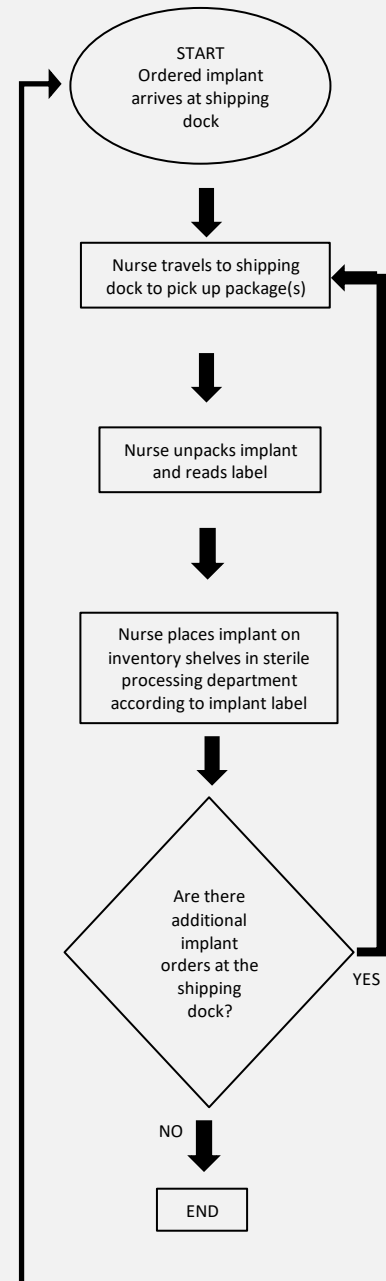 START
Ordered implant
arrives at shipping
dock
Nurse travels to shipping
dock to pick up package(s)
Nurse unpacks implant
and reads label
Nurse places implant on
inventory shelves in sterile
processing department
according to implant label
Are there
additional
implant
orders at the
shipping
dock?
YES
NO
END